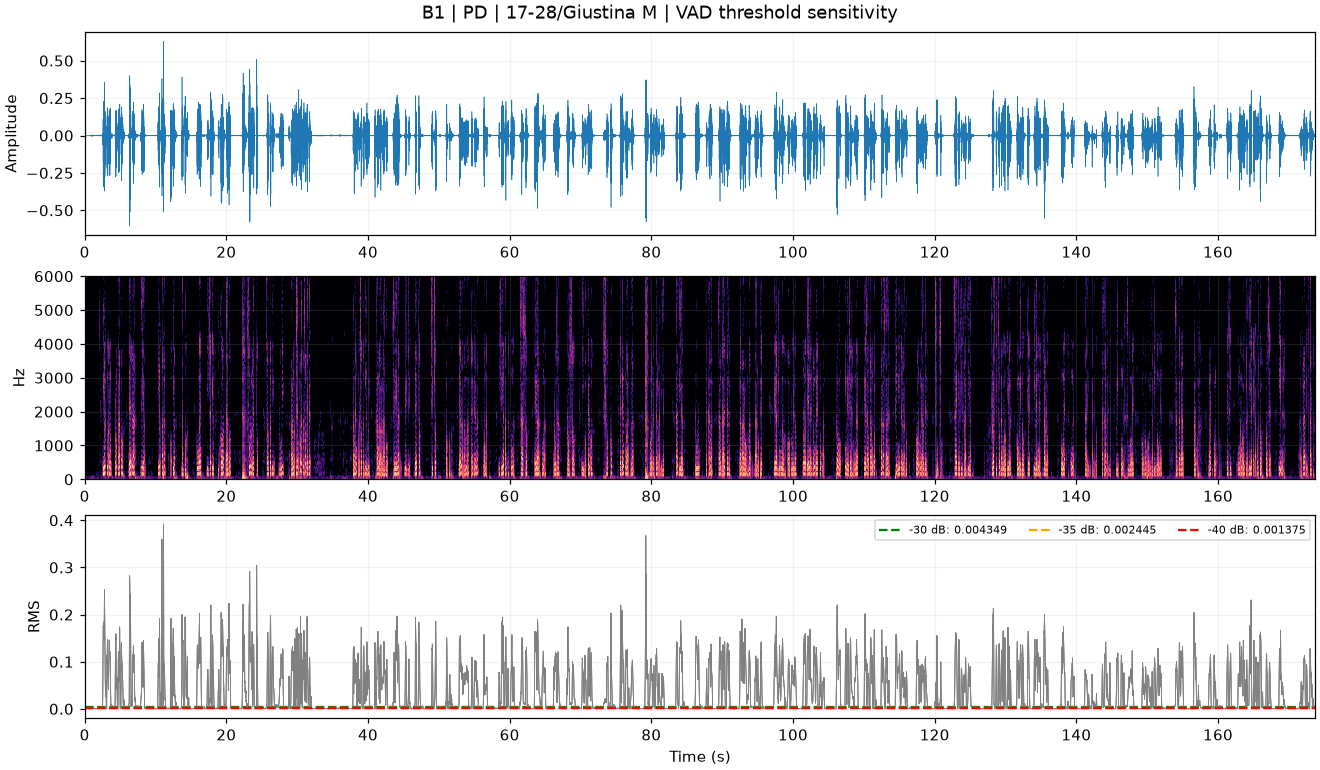 B1 | PD | 17-28/Giustina M | VAD threshold sensitivity
Amplitude
0.50
0.25
0.00
−0.25
−0.50
0 20 40 60 80 100 120 140 160
Hz
6000
5000
4000
3000
2000
1000
0
0 20 40 60 80 100 120 140 160
RMS
0.4
0.3
0.2
0.1
0.0
-30 dB: 0.004349 -35 dB: 0.002445 -40 dB: 0.001375
0 20 40 60 80 100 120 140 160
Time (s)